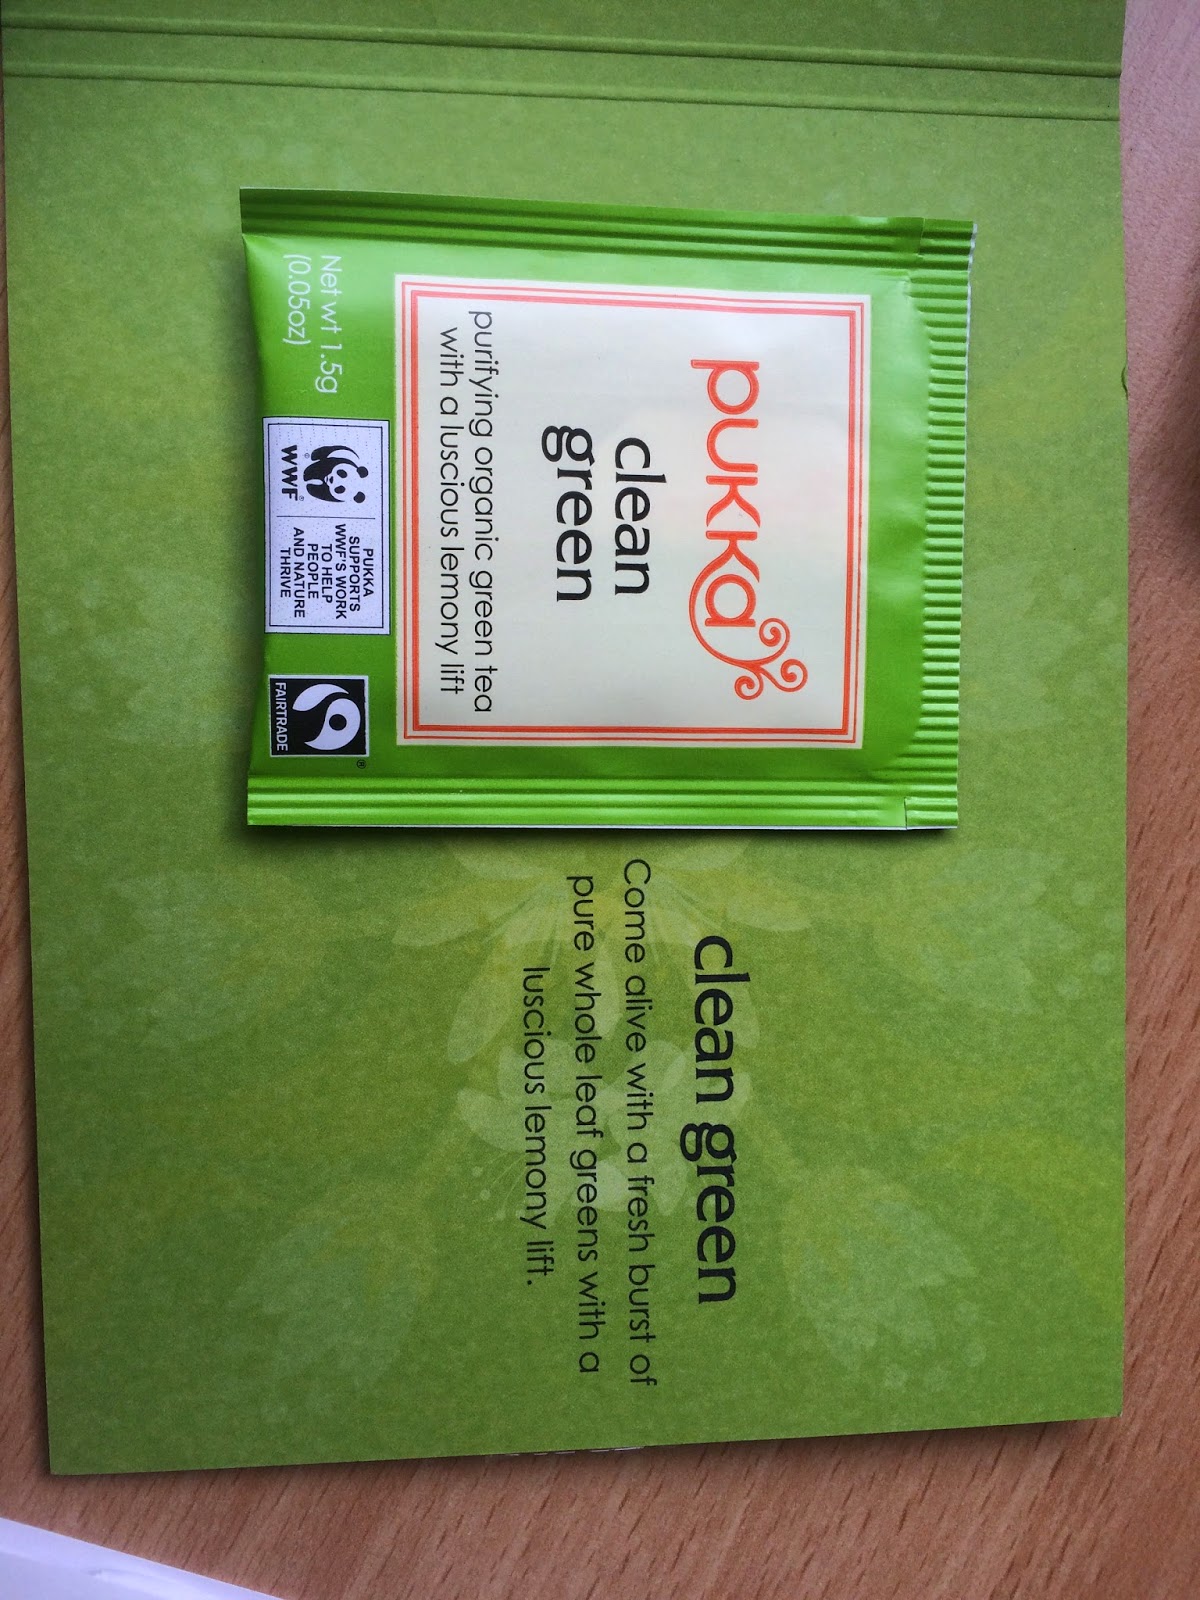 pukka
clean
green
purifying organic green tea
with a luscious lemony lift
Net wt 1.5g
(0.05oz)
WWF®
PUKKA
SUPPORTS
WWF'S WORK
TO HELP
PEOPLE
AND NATURE
THRIVE
FAIRTRADE
®
clean green
Come alive with a fresh burst of
pure whole leaf greens with a
luscious lemony lift.